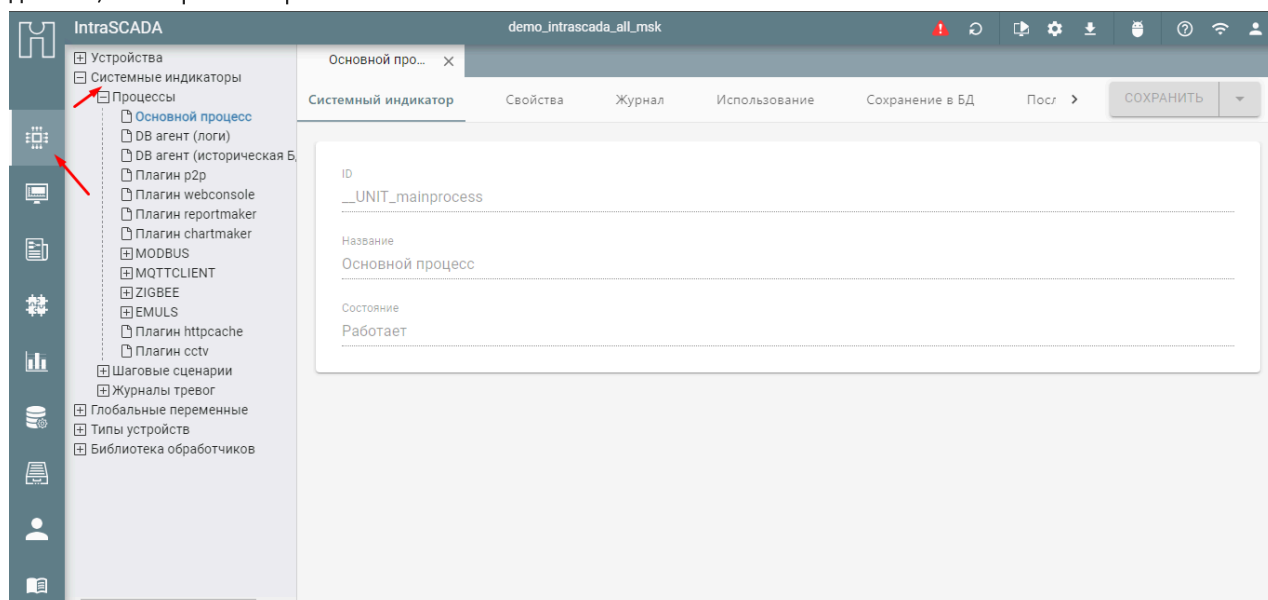 IntraSCADA
demo_intrascada_all_msk
Устройства
Системные индикаторы
Процессы
Основной процесс
DB агент (логи)
DB агент (историческая Б
Плагин p2p
Плагин webconsole
Плагин reportmaker
Плагин chartmaker
MODBUS
MQTTCLIENT
ZIGBEE
EMULS
Плагин httpcache
Плагин cctv
Шаговые сценарии
Журналы тревог
Глобальные переменные
Типы устройств
Библиотека обработчиков
Основной про...
Системный индикатор Свойства Журнал Использование Сохранение в БД Посл СОХРАНИТЬ
ID
__UNIT_mainprocess
Название
Основной процесс
Состояние
Работает